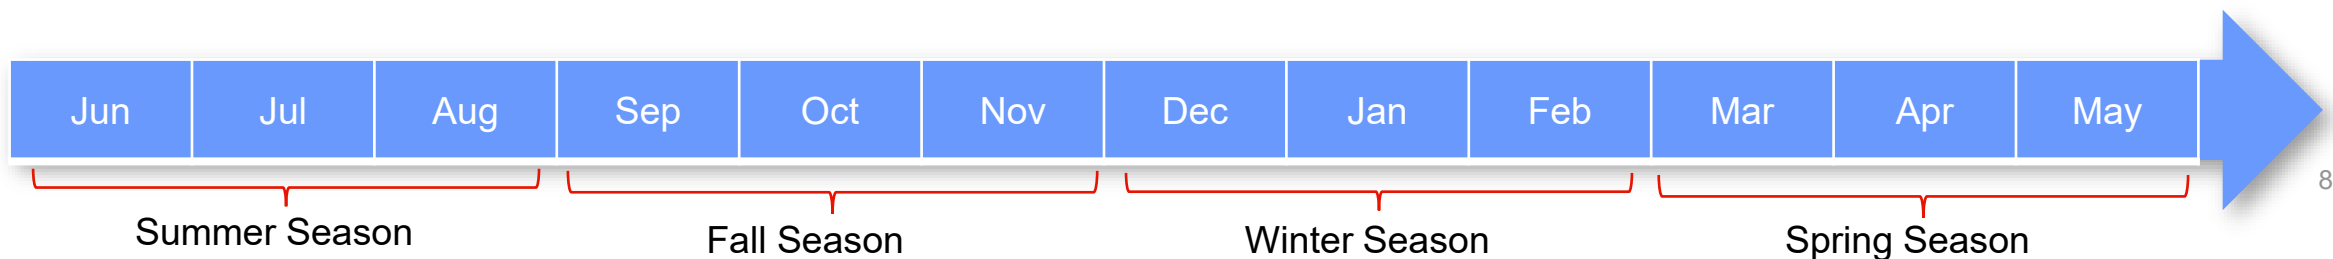 Jun Jul Aug Sep Oct Nov Dec Jan Feb Mar Apr May
8
Summer Season Fall Season Winter Season Spring Season